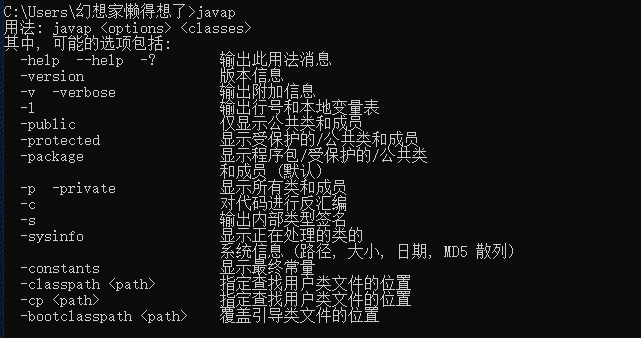 C:\Users\幻想家懒得想了>javap
用法: javap <options> <classes>
其中, 可能的选项包括:
  -help  --help  -?        输出此用法消息
  -version                 版本信息
  -v  -verbose             输出附加信息
  -l                       输出行号和本地变量表
  -public                  仅显示公共类和成员
  -protected               显示受保护的/公共类和成员
  -package                 显示程序包/受保护的/公共类
                           和成员 (默认)
  -p  -private             显示所有类和成员
  -c                       对代码进行反汇编
  -s                       输出内部类型签名
  -sysinfo                 显示正在处理的类的
                           系统信息 (路径, 大小, 日期, MD5 散列)
  -constants               显示最终常量
  -classpath <path>        指定查找用户类文件的位置
  -cp <path>               指定查找用户类文件的位置
  -bootclasspath <path>    覆盖引导类文件的位置